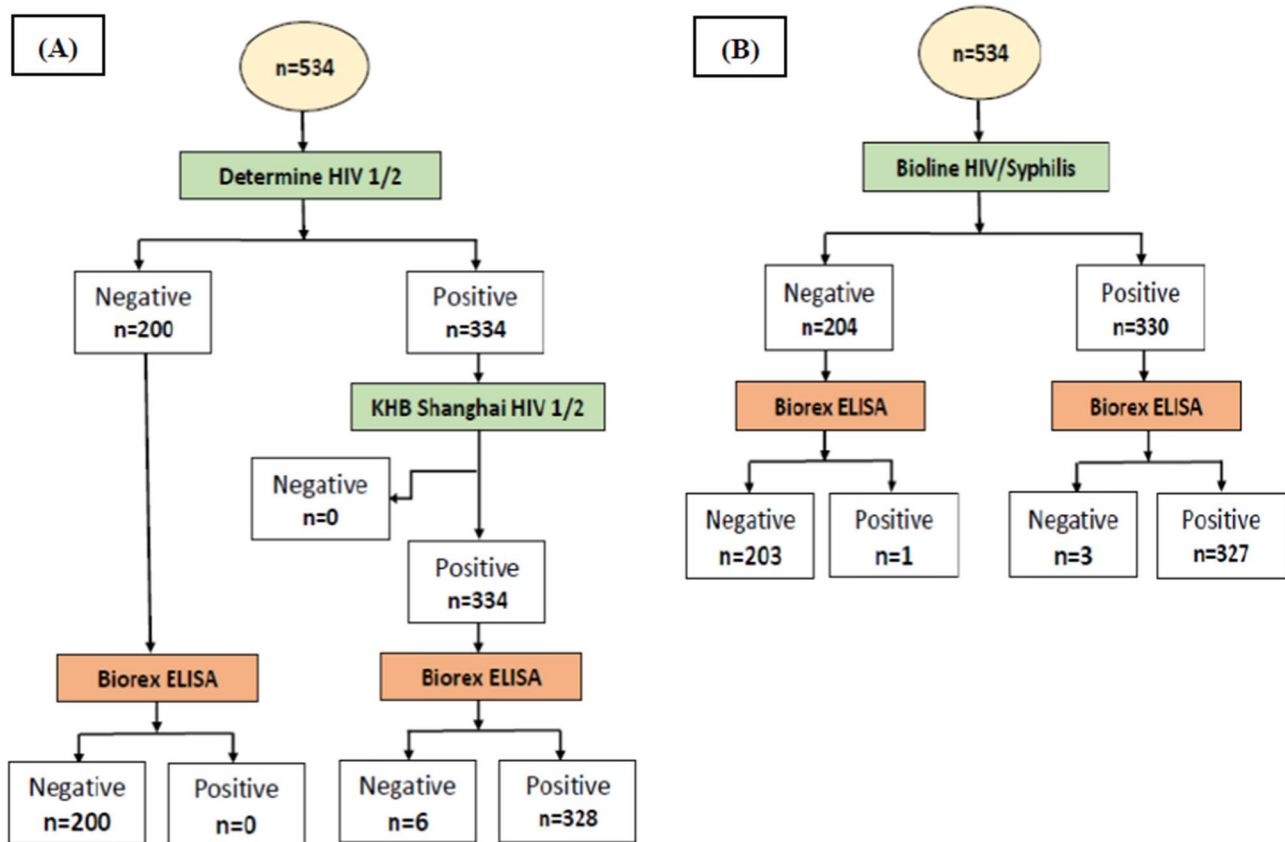 (A)
n=534
Determine HIV 1/2
Negative
n=200
Positive
n=334
KHB Shanghai HIV 1/2
Negative
n=0
Positive
n=334
Biorex ELISA
Biorex ELISA
Negative
n=200
Positive
n=0
Negative
n=6
Positive
n=328
(B)
n=534
Bioline HIV/Syphilis
Negative
n=204
Positive
n=330
Biorex ELISA
Biorex ELISA
Negative
n=203
Positive
n=1
Negative
n=3
Positive
n=327